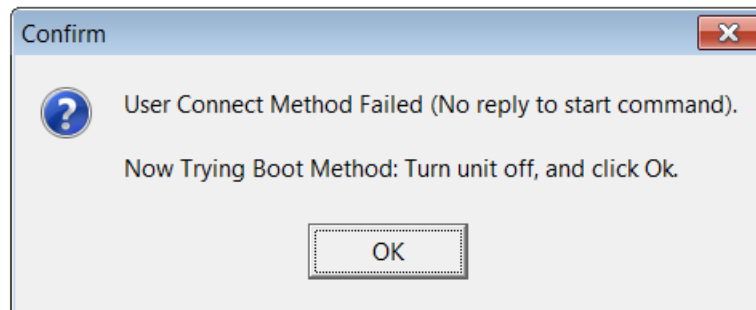 Confirm
User Connect Method Failed (No reply to start command).
Now Trying Boot Method: Turn unit off, and click Ok.
OK